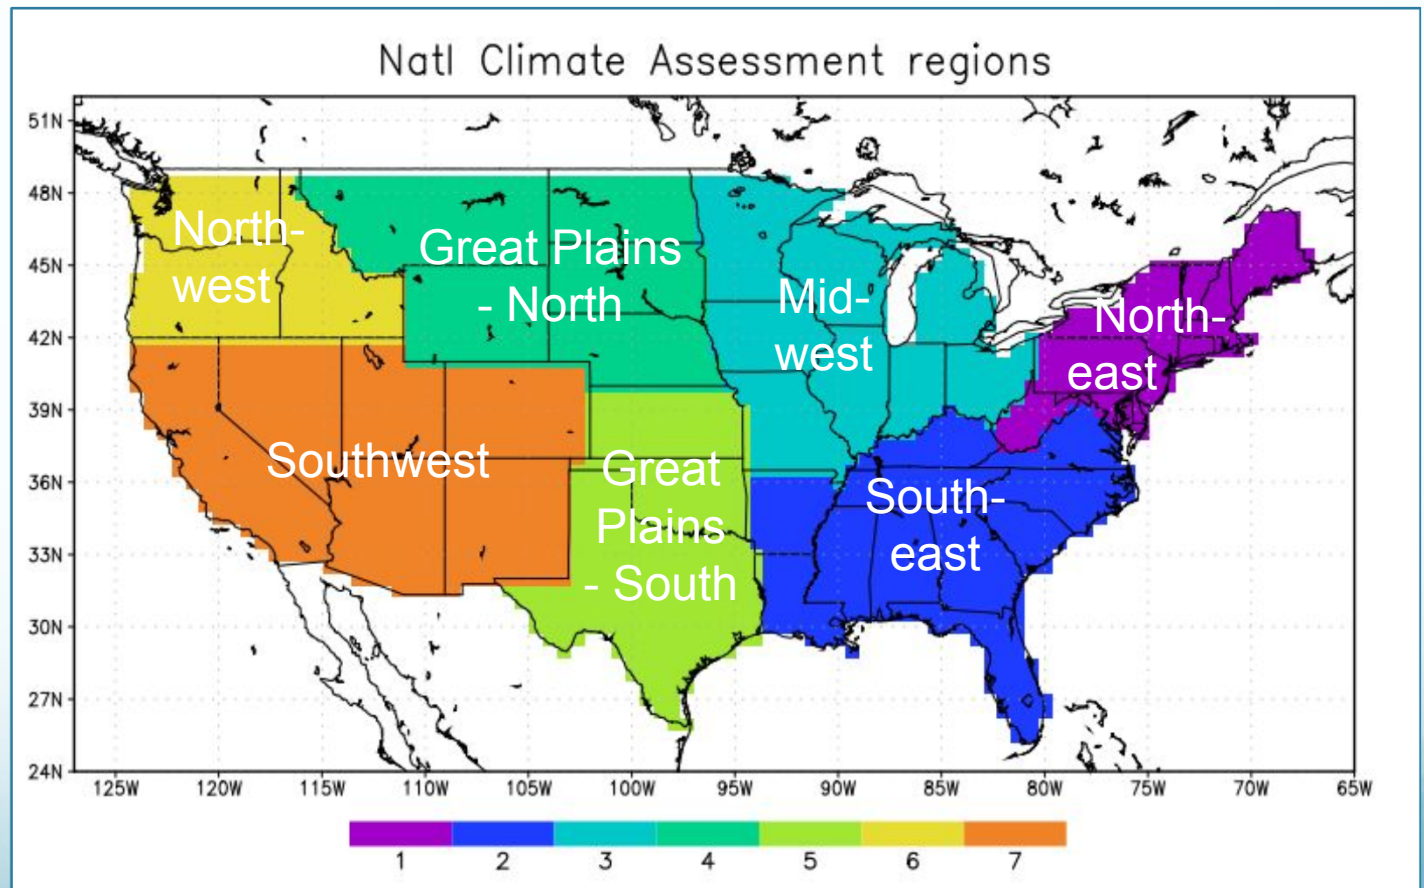 Natl Climate Assessment regions
51N
48N
45N
42N
39N
36N
33N
30N
27N
24N
North-
west
Great Plains
- North
Mid-
west
North-
east
Southwest
Great
Plains
- South
South-
east
125W 120W 115W 110W 105W 100W 95W 90W 85W 80W 75W 70W 65W
1 2 3 4 5 6 7